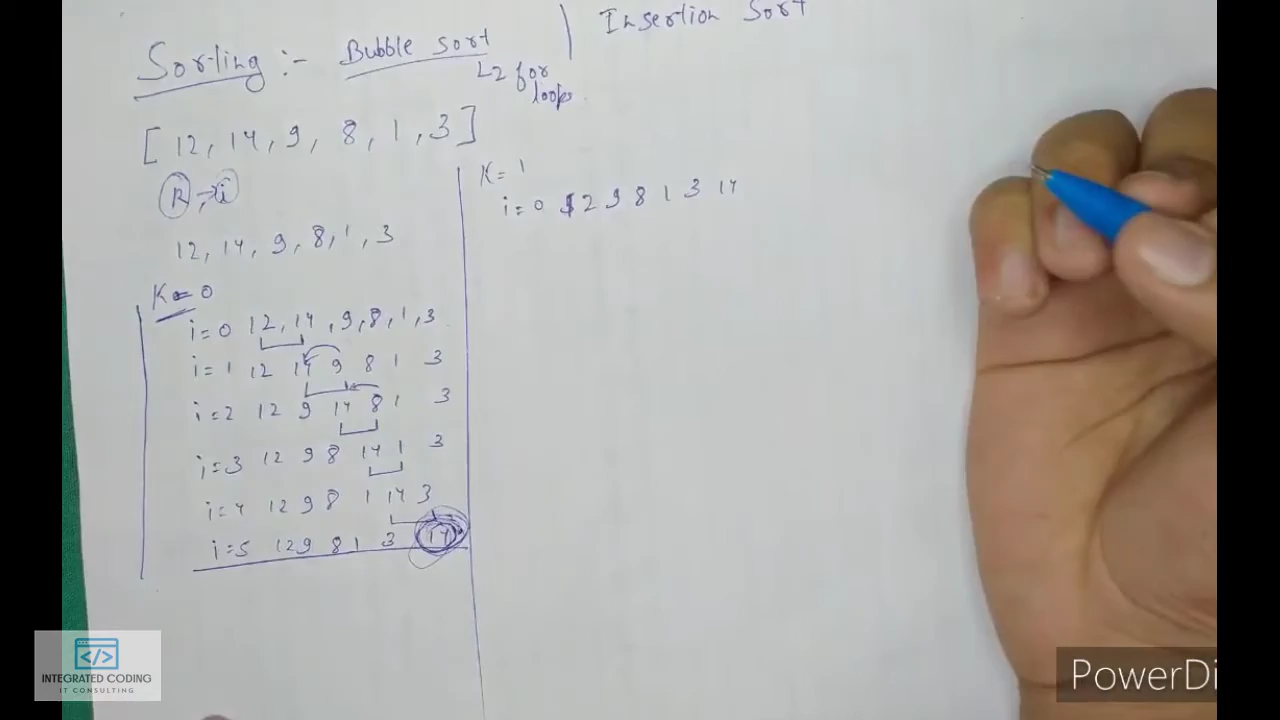 Sorting :- Bubble sort | Insertion Sort
L2 for
loops
[12, 14, 9, 8, 1, 3]
K, i
12, 14, 9, 8, 1, 3
K = 0
i=0 12, 14, 9, 8, 1, 3
i=1 12 14 9 8 1 3
i=2 12 9 14 8 1 3
i=3 12 9 8 14 1 3
i=4 12 9 8 1 14 3
i=5 12 9 8 1 3 14
K = 1
i=0 12 9 8 1 3 14
</>
INTEGRATED CODING
IT CONSULTING
PowerDi